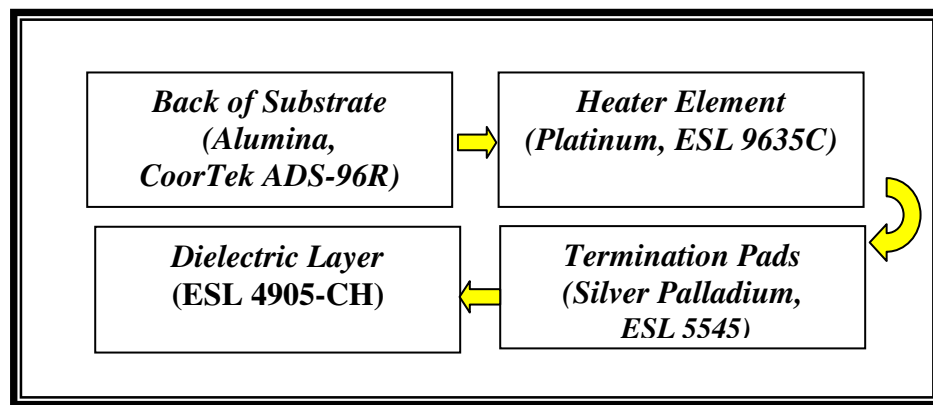 Back of Substrate
(Alumina,
CoorTek ADS-96R)
Heater Element
(Platinum, ESL 9635C)
Termination Pads
(Silver Palladium,
ESL 5545)
Dielectric Layer
(ESL 4905-CH)